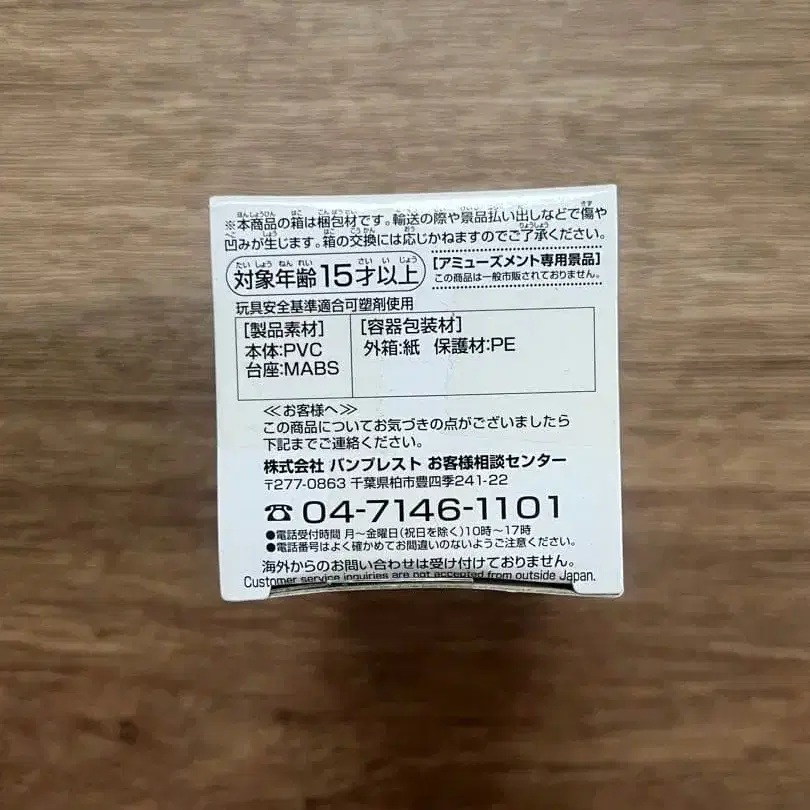 ※本商品の箱は梱包材です。輸送の際や景品払い出しなどで傷や
凹みが生じます。箱の交換には応じかねますのでご了承ください。
対象年齢15才以上
[アミューズメント専用景品]
この商品は一般市販されておりません。
玩具安全基準適合可塑剤使用
[製品素材]
本体:PVC
台座:MABS
[容器包装材]
外箱:紙 保護材:PE
≪お客様へ≫
この商品についてお気づきの点がございましたら
下記までご連絡ください。
株式会社 バンプレスト お客様相談センター
〒277-0863 千葉県柏市豊四季241-22
☎04-7146-1101
●電話受付時間 月〜金曜日(祝日を除く)10時〜17時
●電話番号はよく確かめてお間違いのないようご注意ください。
海外からのお問い合わせは受け付けておりません。
Customer service inquiries are not accepted from outside Japan.